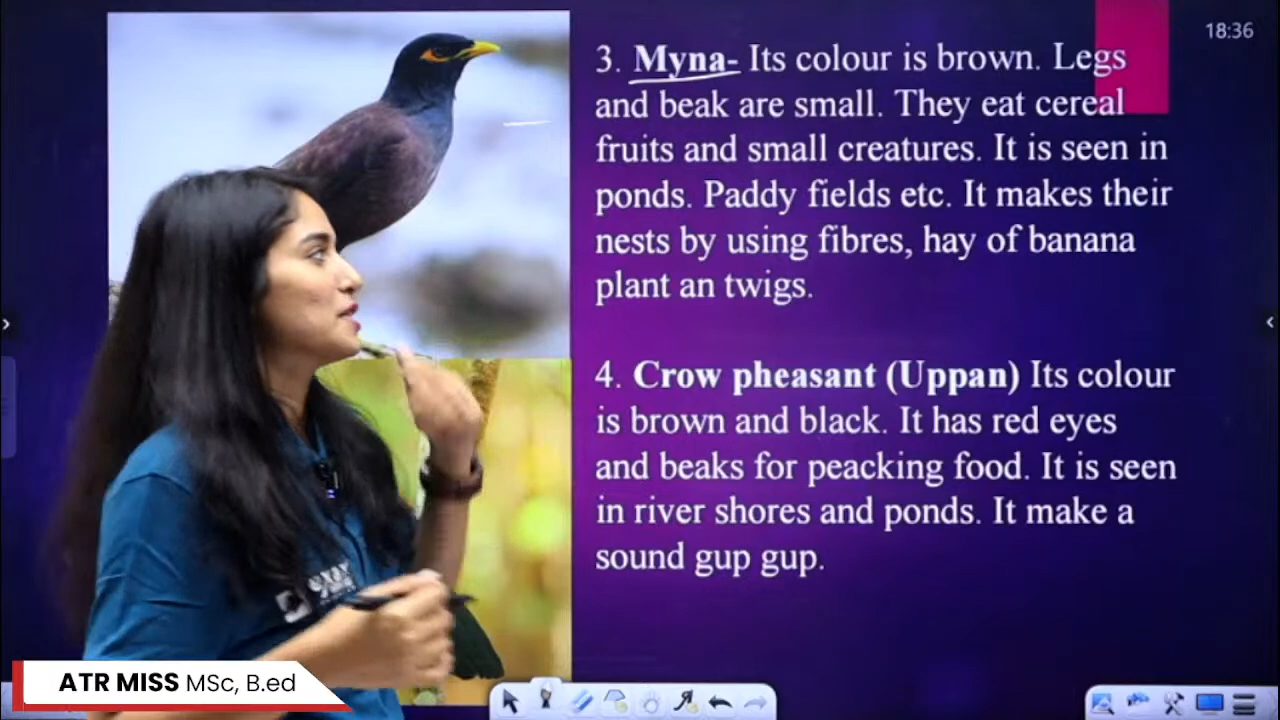 18:36
3. Myna- Its colour is brown. Legs
and beak are small. They eat cereal
fruits and small creatures. It is seen in
ponds. Paddy fields etc. It makes their
nests by using fibres, hay of banana
plant an twigs.
4. Crow pheasant (Uppan) Its colour
is brown and black. It has red eyes
and beaks for peacking food. It is seen
in river shores and ponds. It make a
sound gup gup.
ATR MISS MSc, B.ed